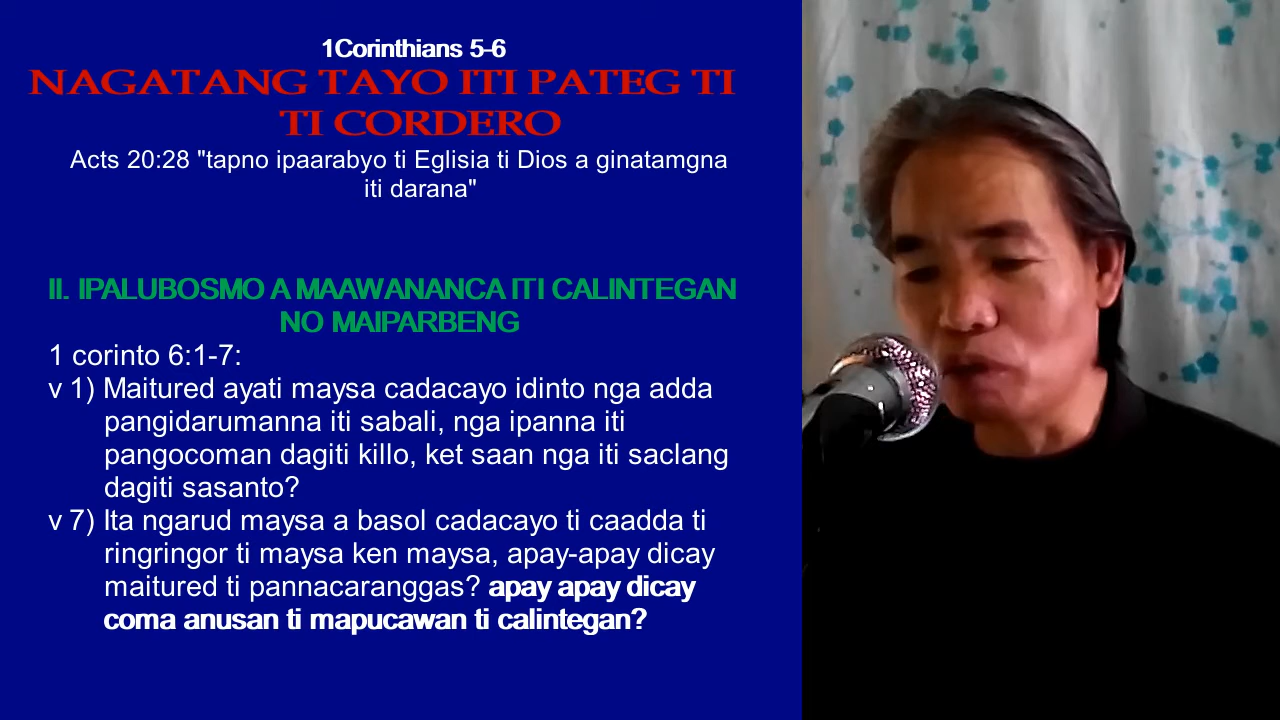 1Corinthians 5-6
NAGATANG TAYO ITI PATEG TI
TI CORDERO
Acts 20:28 "tapno ipaarabyo ti Eglisia ti Dios a ginatamgna
iti darana"
II. IPALUBOSMO A MAAWANANCA ITI CALINTEGAN
NO MAIPARBENG
1 corinto 6:1-7:
v 1) Maitured ayati maysa cadacayo idinto nga adda
pangidarumanna iti sabali, nga ipanna iti
pangocoman dagiti killo, ket saan nga iti saclang
dagiti sasanto?
v 7) Ita ngarud maysa a basol cadacayo ti caadda ti
ringringor ti maysa ken maysa, apay-apay dicay
maitured ti pannacaranggas? apay apay dicay
coma anusan ti mapucawan ti calintegan?